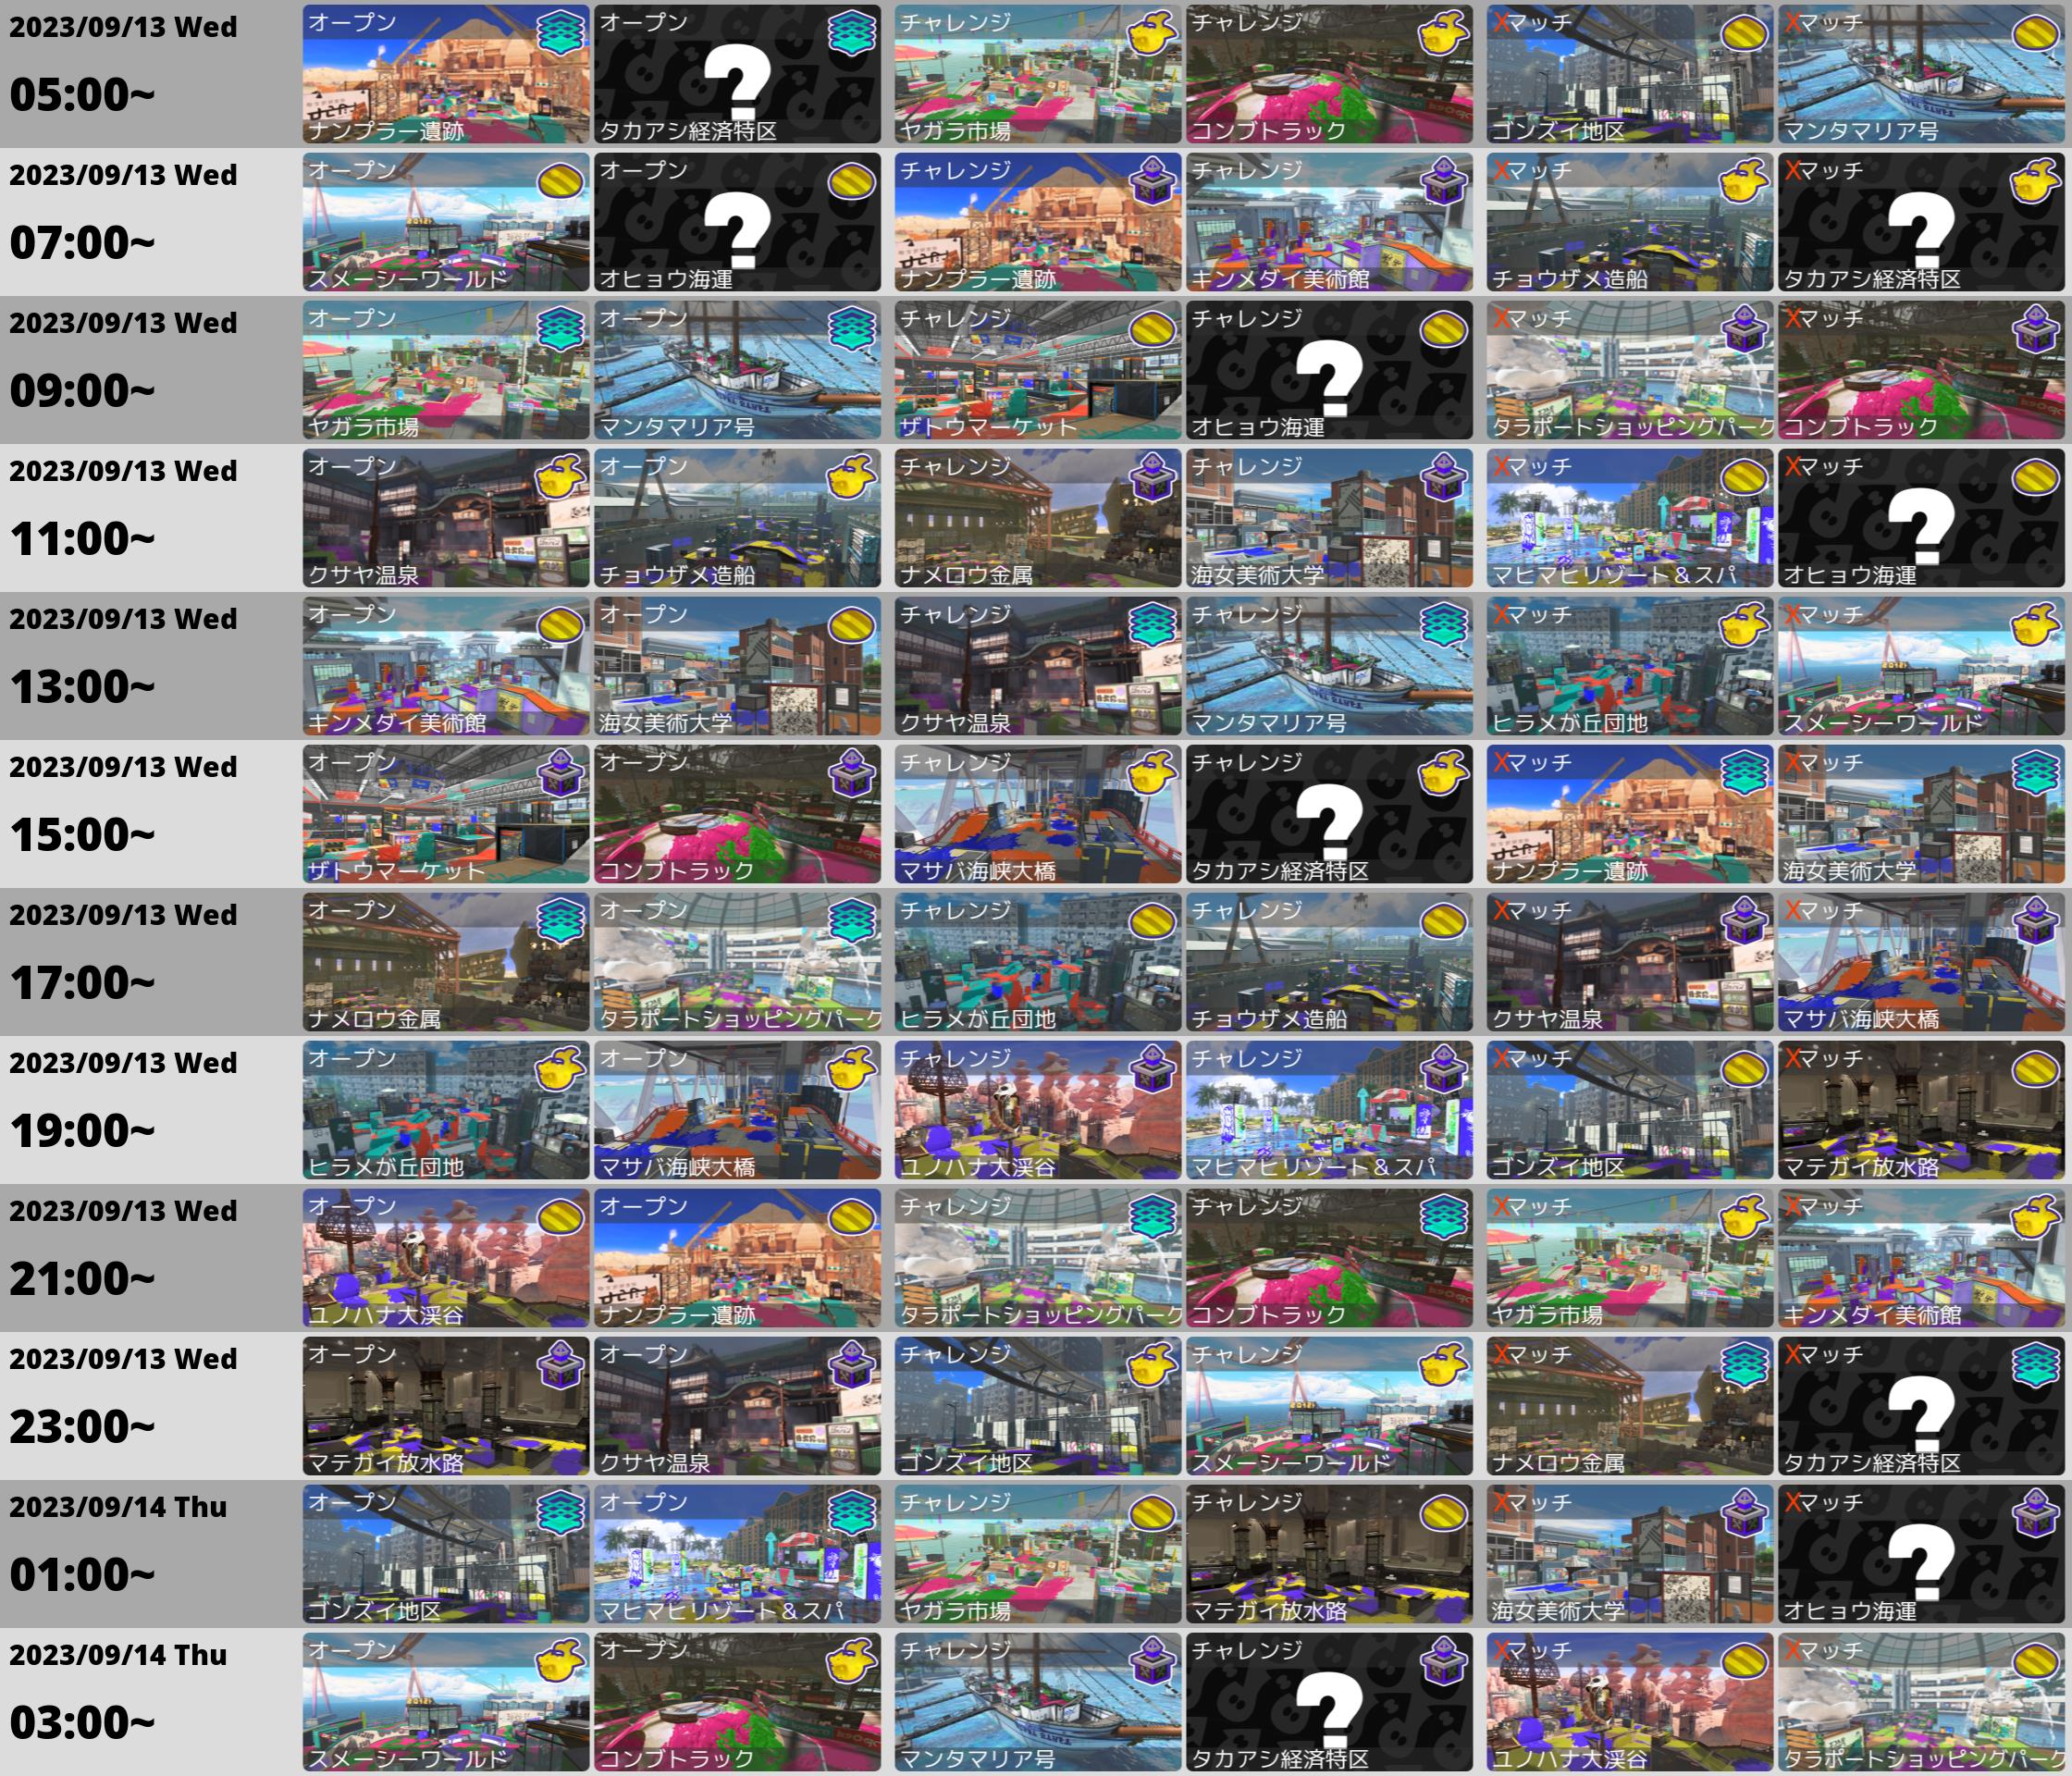 2023/09/13 Wed
05:00~
オープン
ナンプラー遺跡
オープン
タカアシ経済特区
チャレンジ
ヤガラ市場
チャレンジ
コンブトラック
Xマッチ
ゴンズイ地区
Xマッチ
マンタマリア号
2023/09/13 Wed
07:00~
オープン
スメーシーワールド
オープン
オヒョウ海運
チャレンジ
ナンプラー遺跡
チャレンジ
キンメダイ美術館
Xマッチ
チョウザメ造船
Xマッチ
タカアシ経済特区
2023/09/13 Wed
09:00~
オープン
ヤガラ市場
オープン
マンタマリア号
チャレンジ
ザトウマーケット
チャレンジ
オヒョウ海運
Xマッチ
タラポートショッピングパーク
Xマッチ
コンブトラック
2023/09/13 Wed
11:00~
オープン
クサヤ温泉
オープン
チョウザメ造船
チャレンジ
ナメロウ金属
チャレンジ
海女美術大学
Xマッチ
マヒマヒリゾート＆スパ
Xマッチ
オヒョウ海運
2023/09/13 Wed
13:00~
オープン
キンメダイ美術館
オープン
海女美術大学
チャレンジ
クサヤ温泉
チャレンジ
マンタマリア号
Xマッチ
ヒラメが丘団地
Xマッチ
スメーシーワールド
2023/09/13 Wed
15:00~
オープン
ザトウマーケット
オープン
コンブトラック
チャレンジ
マサバ海峡大橋
チャレンジ
タカアシ経済特区
Xマッチ
ナンプラー遺跡
Xマッチ
海女美術大学
2023/09/13 Wed
17:00~
オープン
ナメロウ金属
オープン
タラポートショッピングパーク
チャレンジ
ヒラメが丘団地
チャレンジ
チョウザメ造船
Xマッチ
クサヤ温泉
Xマッチ
マサバ海峡大橋
2023/09/13 Wed
19:00~
オープン
ヒラメが丘団地
オープン
マサバ海峡大橋
チャレンジ
ユノハナ大渓谷
チャレンジ
マヒマヒリゾート＆スパ
Xマッチ
ゴンズイ地区
Xマッチ
マテガイ放水路
2023/09/13 Wed
21:00~
オープン
ユノハナ大渓谷
オープン
ナンプラー遺跡
チャレンジ
タラポートショッピングパーク
チャレンジ
コンブトラック
Xマッチ
ヤガラ市場
Xマッチ
キンメダイ美術館
2023/09/13 Wed
23:00~
オープン
マテガイ放水路
オープン
クサヤ温泉
チャレンジ
ゴンズイ地区
チャレンジ
スメーシーワールド
Xマッチ
ナメロウ金属
Xマッチ
タカアシ経済特区
2023/09/14 Thu
01:00~
オープン
ゴンズイ地区
オープン
マヒマヒリゾート＆スパ
チャレンジ
ヤガラ市場
チャレンジ
マテガイ放水路
Xマッチ
海女美術大学
Xマッチ
オヒョウ海運
2023/09/14 Thu
03:00~
オープン
スメーシーワールド
オープン
コンブトラック
チャレンジ
マンタマリア号
チャレンジ
タカアシ経済特区
Xマッチ
ユノハナ大渓谷
Xマッチ
タラポートショッピングパーク